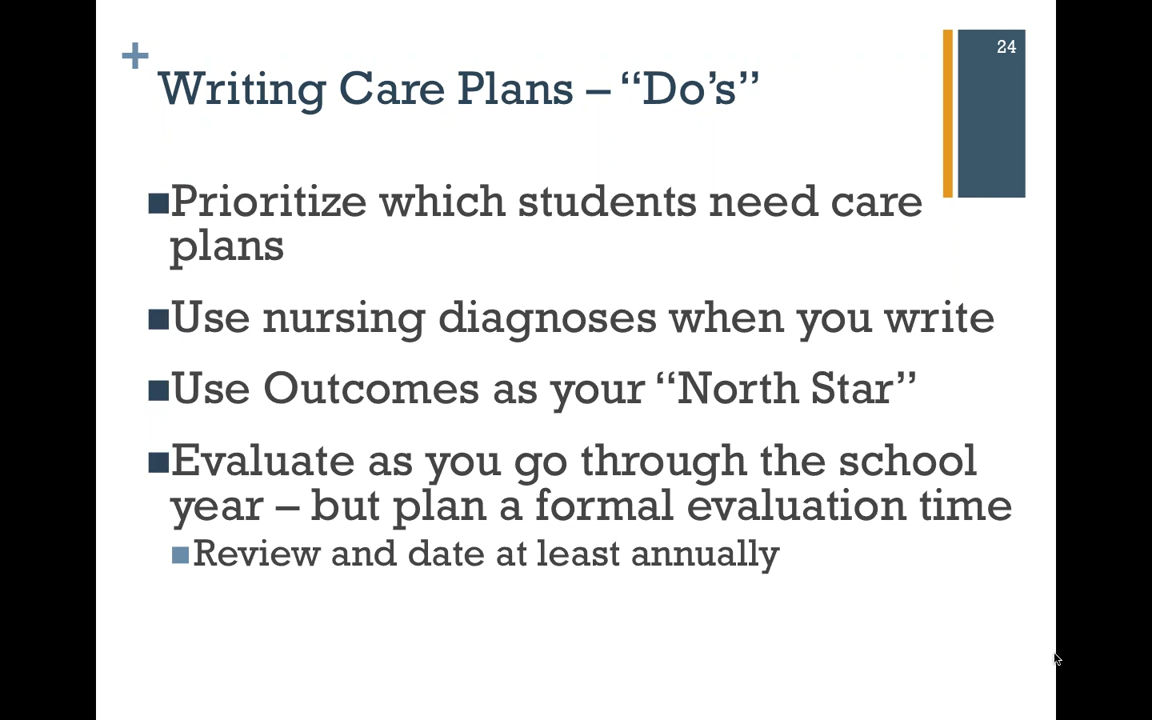 24
+
Writing Care Plans – “Do’s”
Prioritize which students need care
plans
Use nursing diagnoses when you write
Use Outcomes as your “North Star”
Evaluate as you go through the school
year – but plan a formal evaluation time
Review and date at least annually